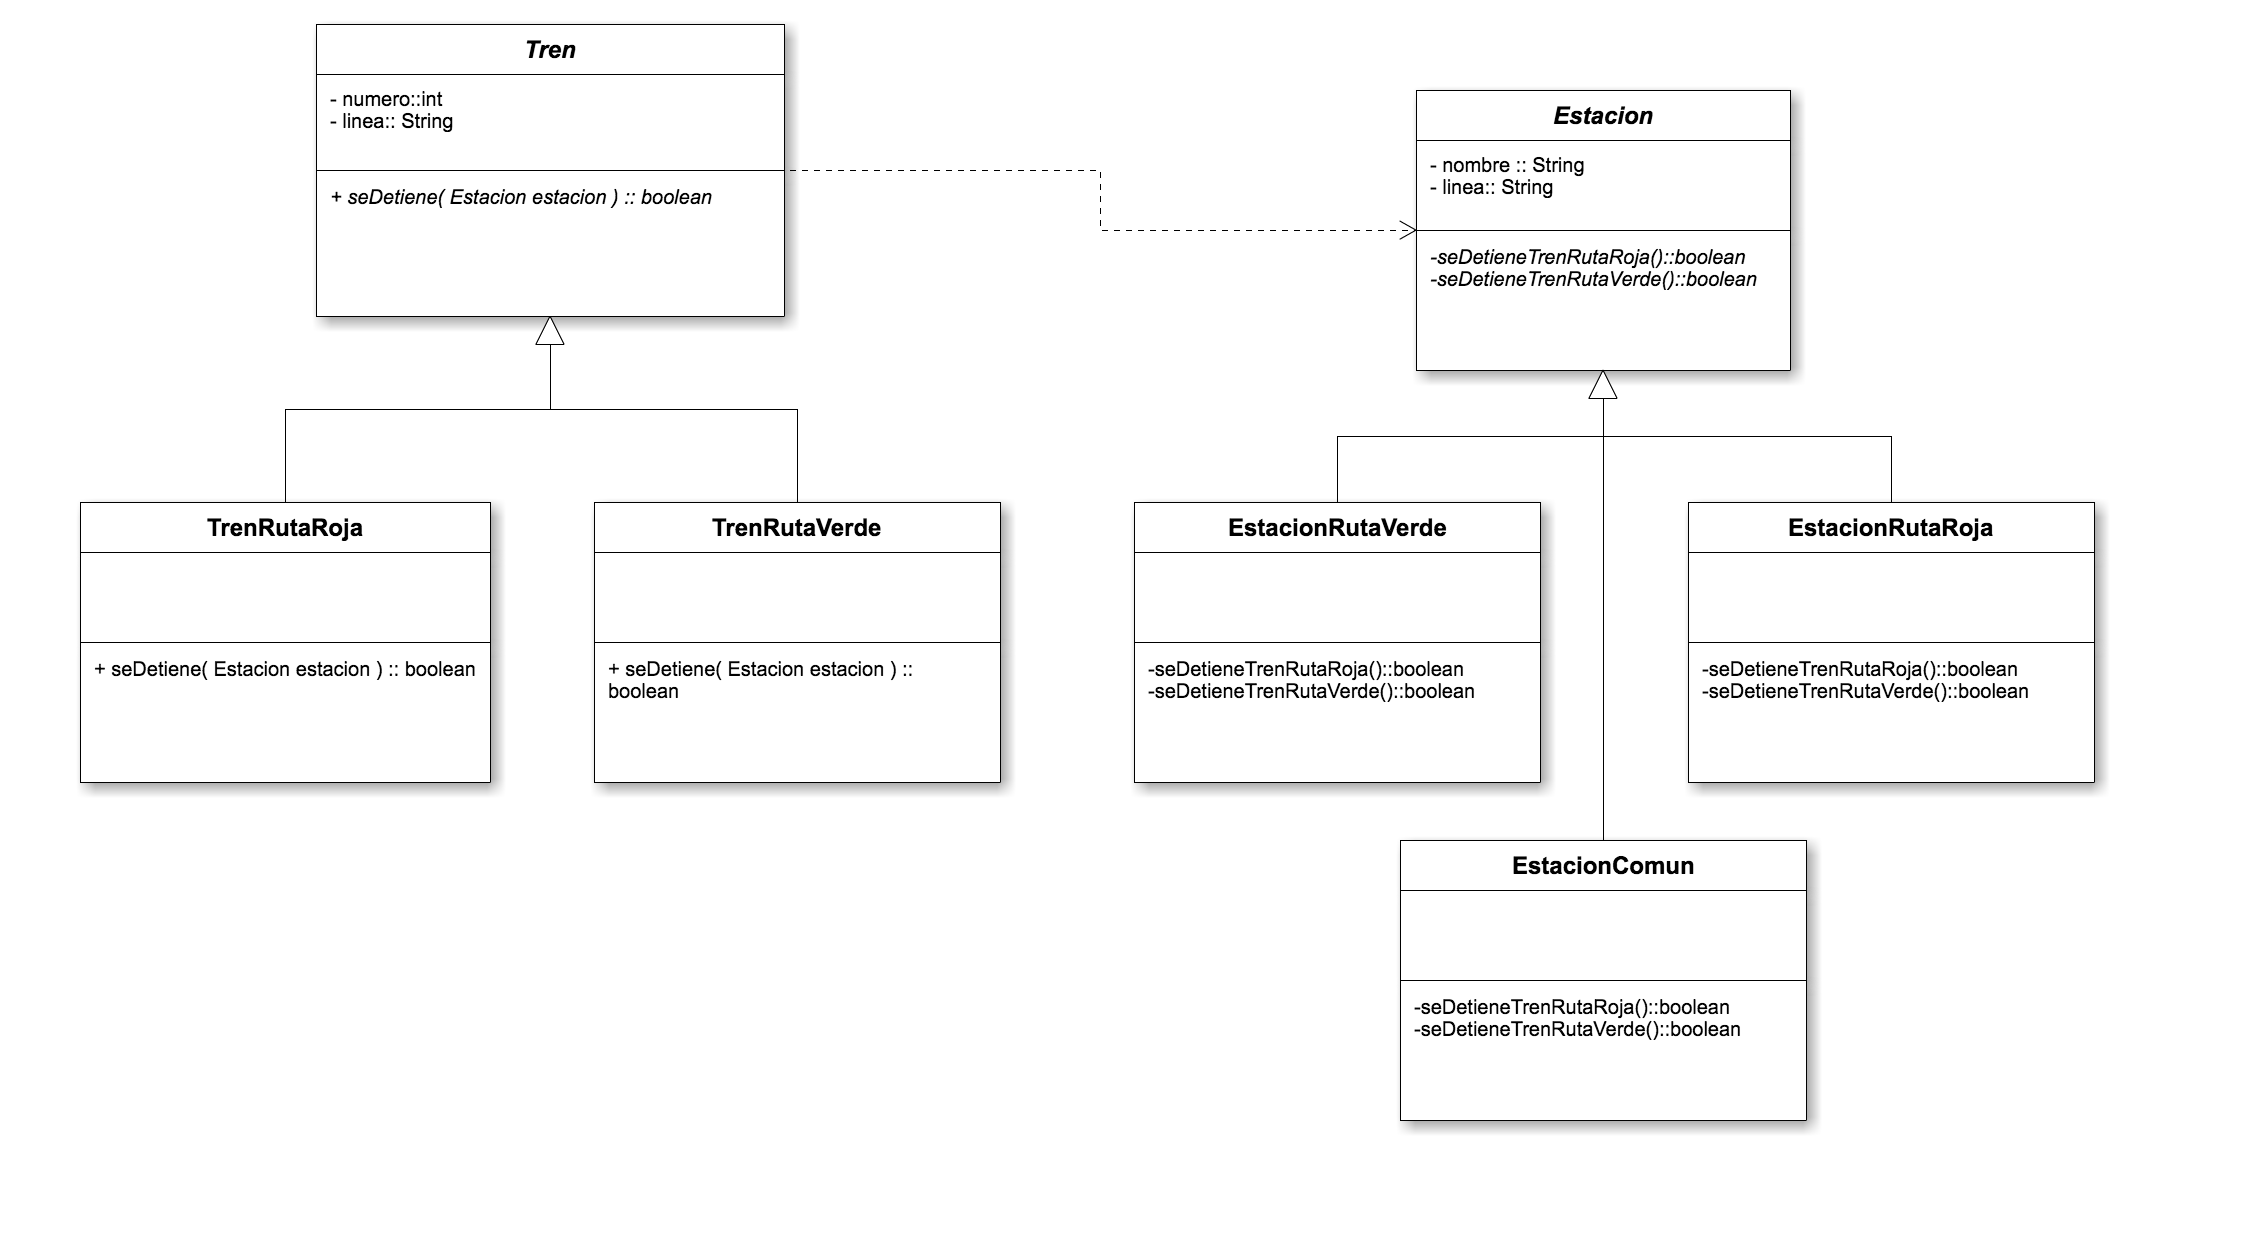 Tren
- numero::int
- linea:: String
+ seDetiene( Estacion estacion ) :: boolean
Estacion
- nombre :: String
- linea:: String
-seDetieneTrenRutaRoja()::boolean
-seDetieneTrenRutaVerde()::boolean
TrenRutaRoja
+ seDetiene( Estacion estacion ) :: boolean
TrenRutaVerde
+ seDetiene( Estacion estacion ) ::
boolean
EstacionRutaVerde
-seDetieneTrenRutaRoja()::boolean
-seDetieneTrenRutaVerde()::boolean
EstacionRutaRoja
-seDetieneTrenRutaRoja()::boolean
-seDetieneTrenRutaVerde()::boolean
EstacionComun
-seDetieneTrenRutaRoja()::boolean
-seDetieneTrenRutaVerde()::boolean